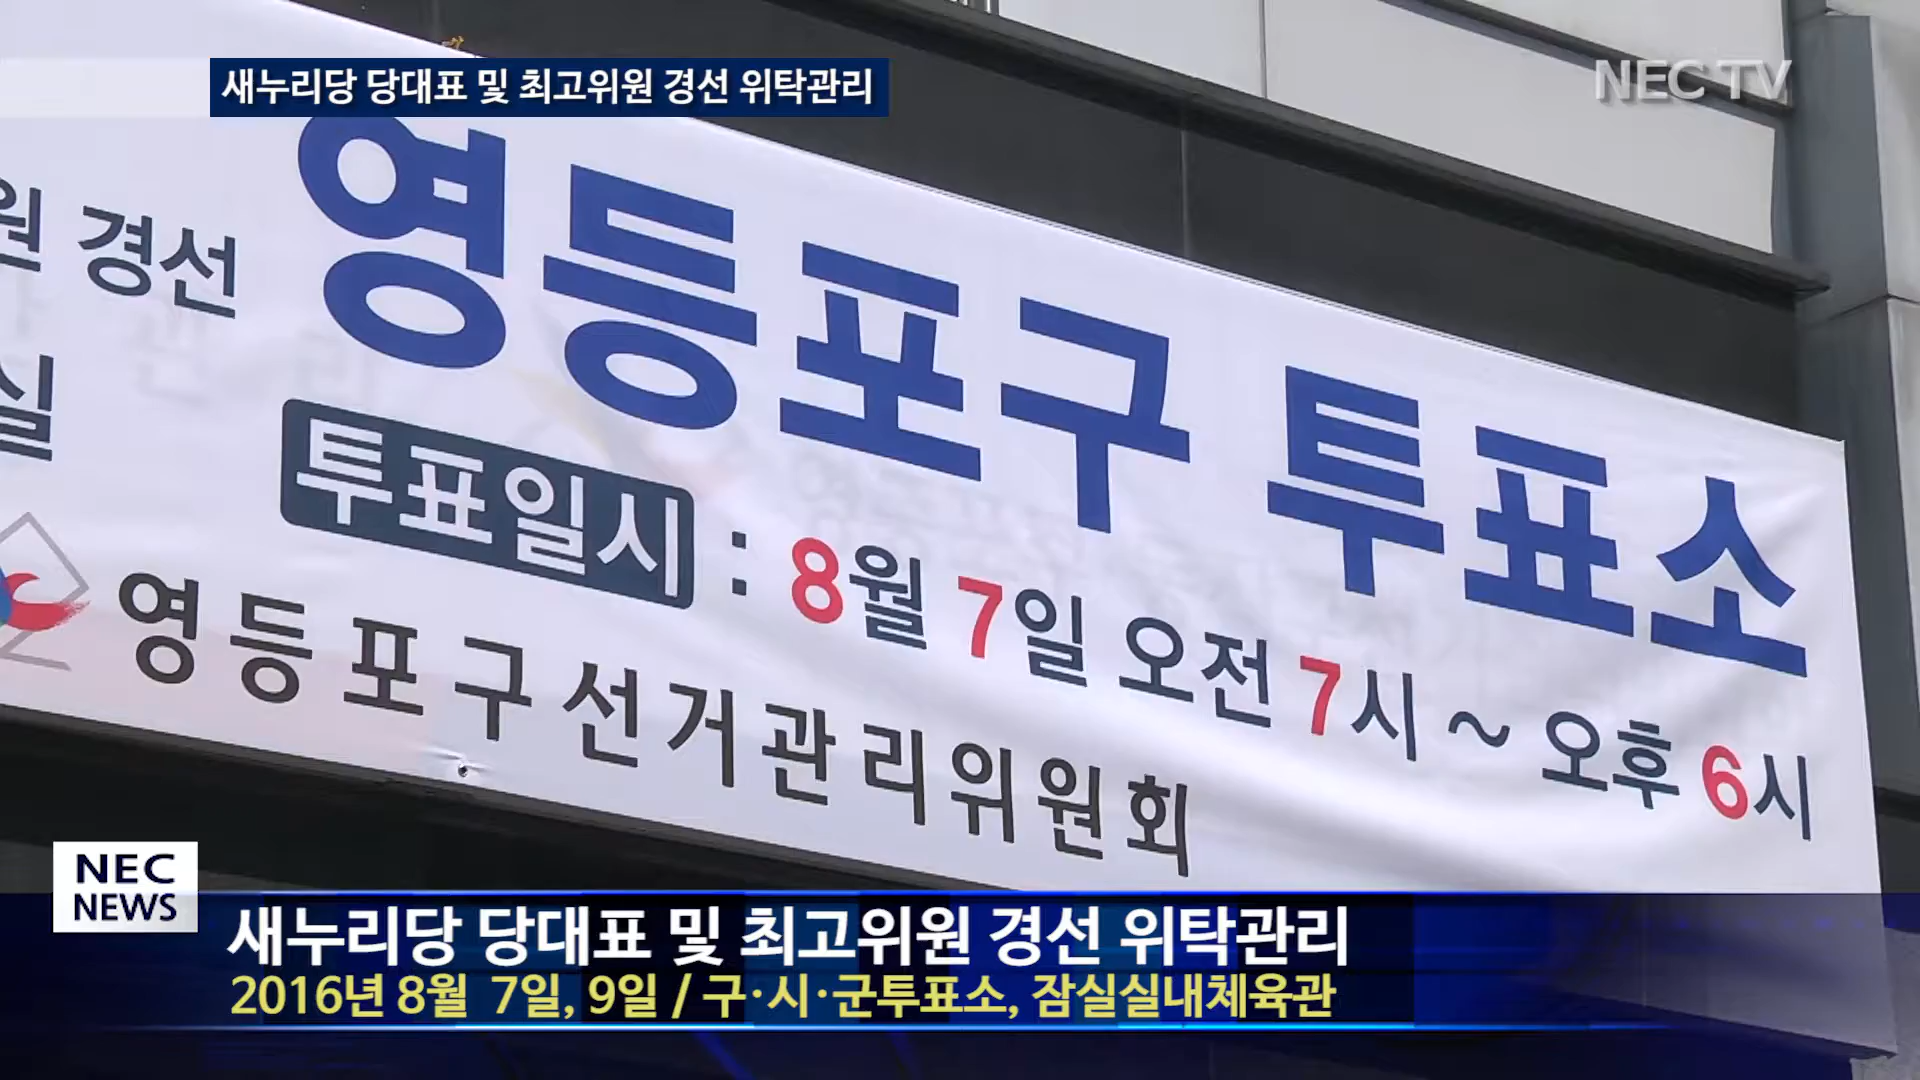 새누리당 당대표 및 최고위원 경선 위탁관리
NEC TV
원 경선
실
영등포구 투표소
투표일시 : 8월 7일 오전 7시 ~ 오후 6시
영등포구선거관리위원회
NEC
NEWS
새누리당 당대표 및 최고위원 경선 위탁관리
2016년 8월 7일, 9일 / 구·시·군투표소, 잠실실내체육관